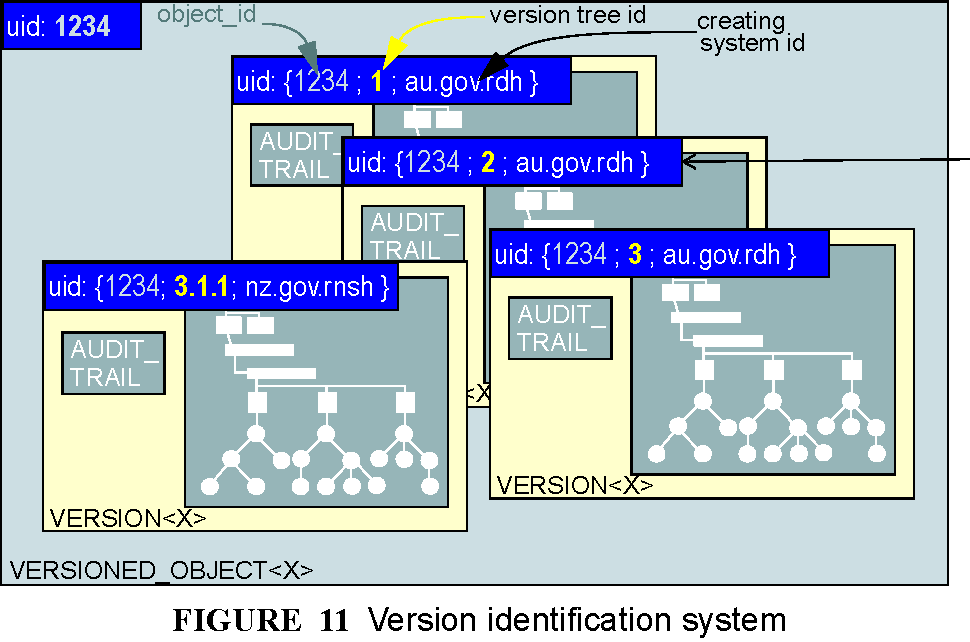 uid: 1234
object_id
version tree id
creating
system id
uid: {1234 ; 1 ; au.gov.rdh }
AUDIT_
TRAIL
uid: {1234 ; 2 ; au.gov.rdh }
AUDIT_
TRAIL
uid: {1234 ; 3 ; au.gov.rdh }
AUDIT_
TRAIL
VERSION<X>
uid: {1234; 3.1.1; nz.gov.rnsh }
AUDIT_
TRAIL
<X
VERSION<X>
VERSIONED_OBJECT<X>
FIGURE 11 Version identification system